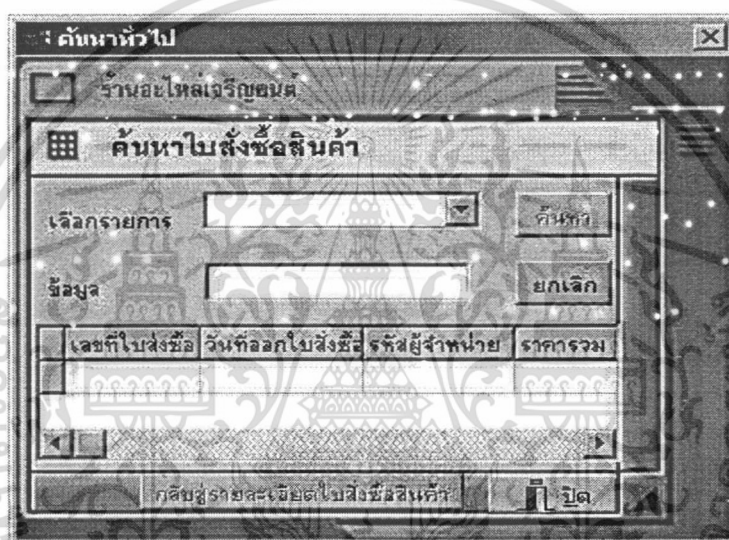 ค้นหาทั่วไป
ร้านอะไหล่เจริญยนต์
ค้นหาใบสั่งซื้อสินค้า
เลือกรายการ
ค้นหา
ข้อมูล
ยกเลิก
เลขที่ใบสั่งซื้อ วันที่ออกใบสั่งซื้อ รหัสผู้จำหน่าย ราคารวม
กลับสู่รายละเอียดใบสั่งซื้อสินค้า ปิด